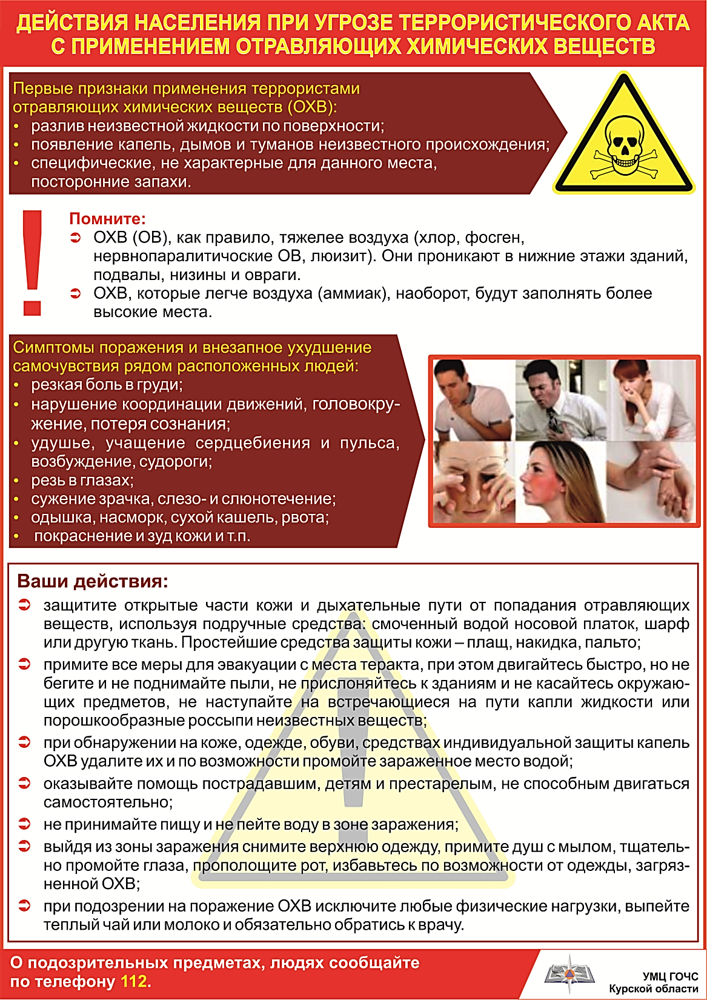 ДЕЙСТВИЯ НАСЕЛЕНИЯ ПРИ УГРОЗЕ ТЕРРОРИСТИЧЕСКОГО АКТА
С ПРИМЕНЕНИЕМ ОТРАВЛЯЮЩИХ ХИМИЧЕСКИХ ВЕЩЕСТВ
Первые признаки применения террористами
отравляющих химических веществ (ОХВ):
• разлив неизвестной жидкости по поверхности;
• появление капель, дымов и туманов неизвестного происхождения;
• специфические, не характерные для данного места,
посторонние запахи.
!
Помните:
➲ ОХВ (ОВ), как правило, тяжелее воздуха (хлор, фосген,
нервнопаралитичоские ОВ, люизит). Они проникают в нижние этажи зданий,
подвалы, низины и овраги.
➲ ОХВ, которые легче воздуха (аммиак), наоборот, будут заполнять более
высокие места.
Симптомы поражения и внезапное ухудшение
самочувствия рядом расположенных людей:
• резкая боль в груди;
• нарушение координации движений, головокру-
жение, потеря сознания;
• удушье, учащение сердцебиения и пульса,
возбуждение, судороги;
• резь в глазах;
• сужение зрачка, слезо- и слюнотечение;
• одышка, насморк, сухой кашель, рвота;
• покраснение и зуд кожи и т.п.
Ваши действия:
➲ защитите открытые части кожи и дыхательные пути от попадания отравляющих
веществ, используя подручные средства: смоченный водой носовой платок, шарф
или другую ткань. Простейшие средства защиты кожи – плащ, накидка, пальто;
➲ примите все меры для эвакуации с места теракта, при этом двигайтесь быстро, но не
бегите и не поднимайте пыли, не прислоняйтесь к зданиям и не касайтесь окружаю-
щих предметов, не наступайте на встречающиеся на пути капли жидкости или
порошкообразные россыпи неизвестных веществ;
➲ при обнаружении на коже, одежде, обуви, средствах индивидуальной защиты капель
ОХВ удалите их и по возможности промойте зараженное место водой;
➲ оказывайте помощь пострадавшим, детям и престарелым, не способным двигаться
самостоятельно;
➲ не принимайте пищу и не пейте воду в зоне заражения;
➲ выйдя из зоны заражения снимите верхнюю одежду, примите душ с мылом, тщатель-
но промойте глаза, прополощите рот, избавьтесь по возможности от одежды, загряз-
ненной ОХВ;
➲ при подозрении на поражение ОХВ исключите любые физические нагрузки, выпейте
теплый чай или молоко и обязательно обратись к врачу.
О подозрительных предметах, людях сообщайте
по телефону 112.
УМЦ ГОЧС
Курской области